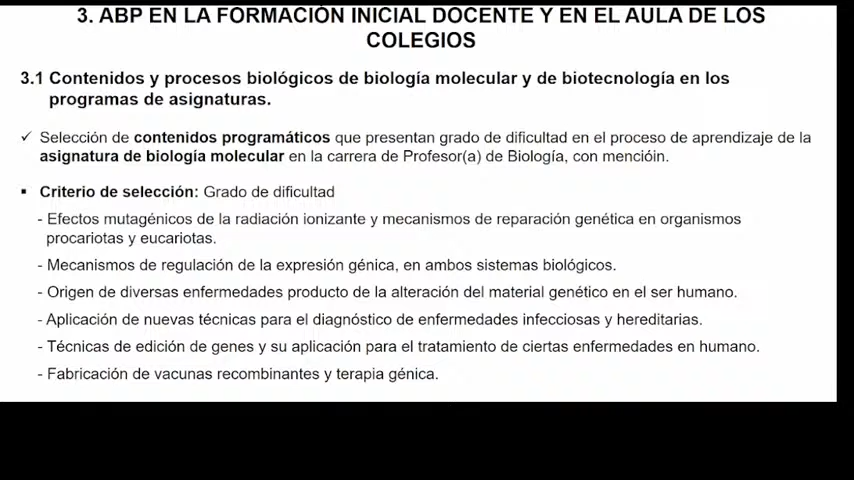 3. ABP EN LA FORMACIÓN INICIAL DOCENTE Y EN EL AULA DE LOS
COLEGIOS
3.1 Contenidos y procesos biológicos de biología molecular y de biotecnología en los
programas de asignaturas.
✓ Selección de contenidos programáticos que presentan grado de dificultad en el proceso de aprendizaje de la
asignatura de biología molecular en la carrera de Profesor(a) de Biología, con mencióin.
▪ Criterio de selección: Grado de dificultad
- Efectos mutagénicos de la radiación ionizante y mecanismos de reparación genética en organismos
procariotas y eucariotas.
- Mecanismos de regulación de la expresión génica, en ambos sistemas biológicos.
- Origen de diversas enfermedades producto de la alteración del material genético en el ser humano.
- Aplicación de nuevas técnicas para el diagnóstico de enfermedades infecciosas y hereditarias.
- Técnicas de edición de genes y su aplicación para el tratamiento de ciertas enfermedades en humano.
- Fabricación de vacunas recombinantes y terapia génica.